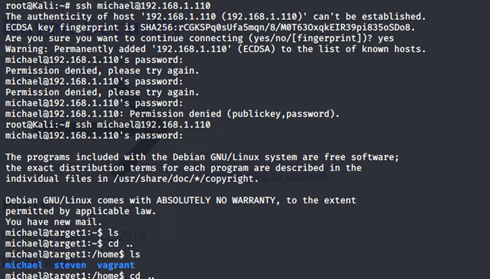 root@Kali:~# ssh michael@192.168.1.110
The authenticity of host '192.168.1.110 (192.168.1.110)' can't be established.
ECDSA key fingerprint is SHA256:rCGKSPq0sUfa5mqn/8/M0T63OxqkEIR39pi835oSDo8.
Are you sure you want to continue connecting (yes/no/[fingerprint])? yes
Warning: Permanently added '192.168.1.110' (ECDSA) to the list of known hosts.
michael@192.168.1.110's password:
Permission denied, please try again.
michael@192.168.1.110's password:
Permission denied, please try again.
michael@192.168.1.110's password:
michael@192.168.1.110: Permission denied (publickey,password).
root@Kali:~# ssh michael@192.168.1.110
michael@192.168.1.110's password:
The programs included with the Debian GNU/Linux system are free software;
the exact distribution terms for each program are described in the
individual files in /usr/share/doc/*/copyright.
Debian GNU/Linux comes with ABSOLUTELY NO WARRANTY, to the extent
permitted by applicable law.
You have new mail.
michael@target1:~$ ls
michael@target1:~$ cd ..
michael@target1:/home$ ls
michael steven vagrant
michael@target1:/home$ cd ..